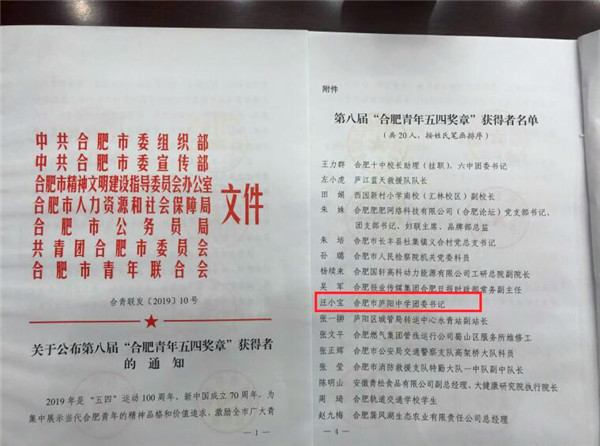 中共合肥市委组织部
中共合肥市委宣传部
合肥市精神文明建设指导委员会办公室
合肥市人力资源和社会保障局
合肥市公务员局
共青团合肥市委员会
合肥市青年联合会
文件
合青联发〔2019〕10号
关于公布第八届“合肥青年五四奖章”获得者
的通知
2019年是“五四”运动100周年、新中国成立70周年，为
集中展示当代合肥青年的精神品格和价值追求，激励全市广大青
— 1 —
附件
第八届“合肥青年五四奖章”获得者名单
（共20人，按姓氏笔画排序）
王力群 合肥十中校长助理（挂职）、六中团委书记
左小虎 庐江蓝天救援队队长
田娟 西园新村小学南校（汇林校区）副校长
朱姝 合肥肥肥网络科技有限公司（合肥论坛）党支部书记、
团支部书记、妇联主席、品牌部总监
朱培 合肥市长丰县杜集镇义合村党总支书记
乔璐 合肥市人民检察院机关党委科员
杨续来 合肥国轩高科动力能源有限公司工研总院副院长
吴军 合肥报业传媒集团合肥日报时政部常务副主任
汪小宝 合肥市庐阳中学团委书记
张一翀 庐阳区城管局转运中心水青站副站长
张文平 合肥燃气集团管线运行公司蜀山区服务所维修工
张正辉 合肥市公安局交通警察支队高架桥大队科员
张莹 合肥市消防救援支队特勤大队一中队副中队长
陈明山 安徽青松食品有限公司副总经理、大健康研究院执行院长
周琦 合肥轨道交通学校学生
赵九梅 合肥龚凤湖生态农业有限责任公司总经理
— 4 —